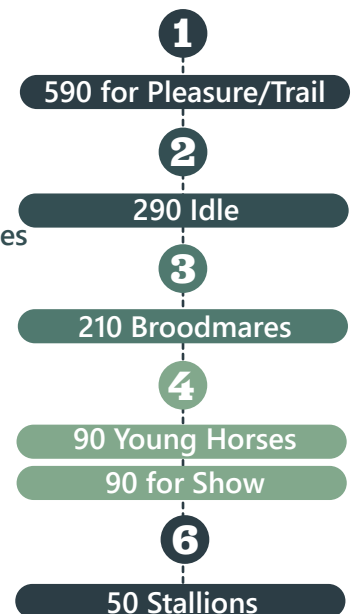 1
590 for Pleasure/Trail
2
290 Idle
es
3
210 Broodmares
4
90 Young Horses
90 for Show
6
50 Stallions